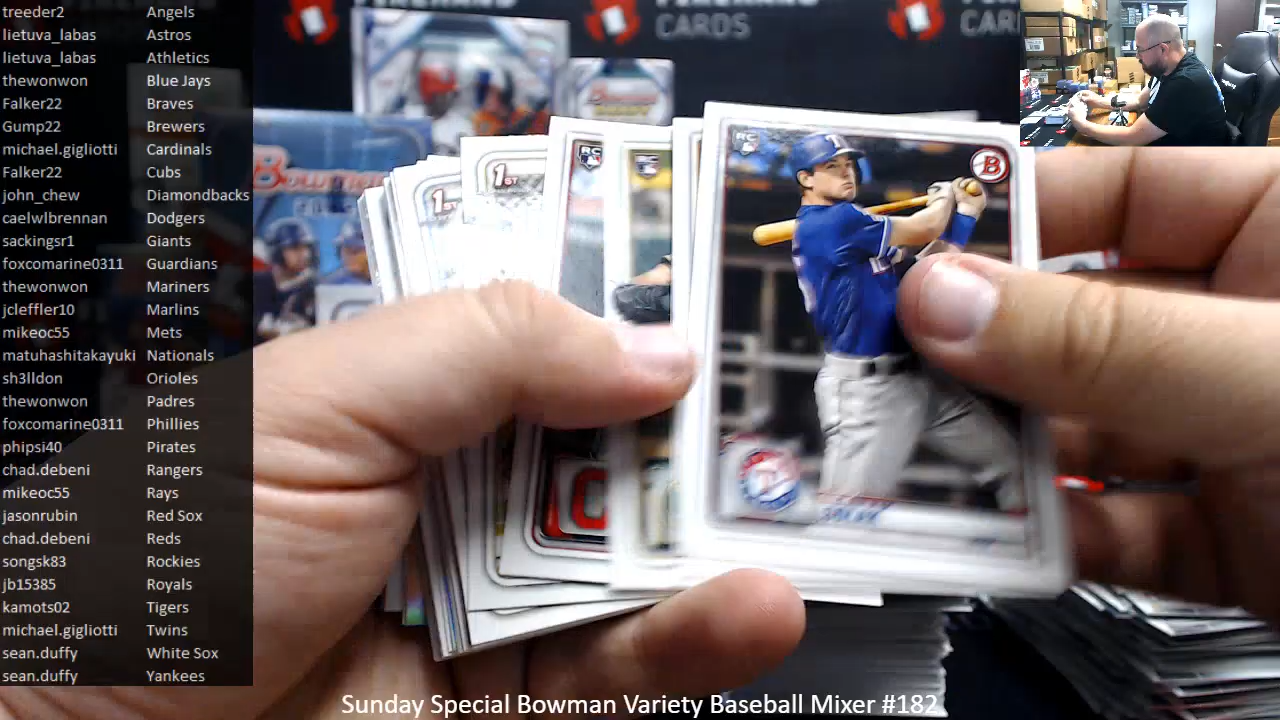 treeder2 Angels
lietuva_labas Astros
lietuva_labas Athletics
thewonwon Blue Jays
Falker22 Braves
Gump22 Brewers
michael.gigliotti Cardinals
Falker22 Cubs
john_chew Diamondbacks
caelwlbrennan Dodgers
sackingsr1 Giants
foxcomarine0311 Guardians
thewonwon Mariners
jcleffler10 Marlins
mikeoc55 Mets
matuhashitakayuki Nationals
sh3lldon Orioles
thewonwon Padres
foxcomarine0311 Phillies
phipsi40 Pirates
chad.debeni Rangers
mikeoc55 Rays
jasonrubin Red Sox
chad.debeni Reds
songsk83 Rockies
jb15385 Royals
kamots02 Tigers
michael.gigliotti Twins
sean.duffy White Sox
sean.duffy Yankees
CARDS
CARDS
Bowman
1ST
1ST
RC
RC
RC
B
Sunday Special Bowman Variety Baseball Mixer #182